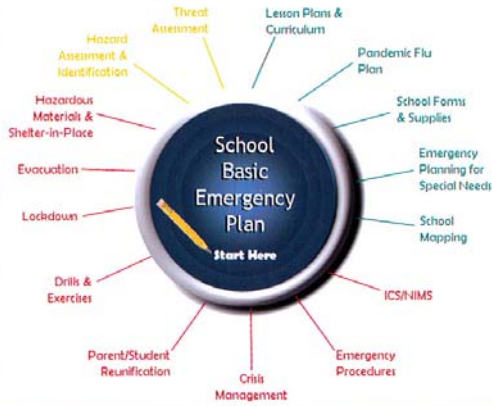 Threat
Assessment
Lesson Plans &
Curriculum
Pandemic Flu
Plan
School Forms
& Supplies
Emergency
Planning for
Special Needs
School
Mapping
ICS/NIMS
Emergency
Procedures
Crisis
Management
Parent/Student
Reunification
Drills &
Exercises
Lockdown
Evacuation
Hazardous
Materials &
Shelter-in-Place
Hazard
Assessment &
Identification
School
Basic
Emergency
Plan
Start Here